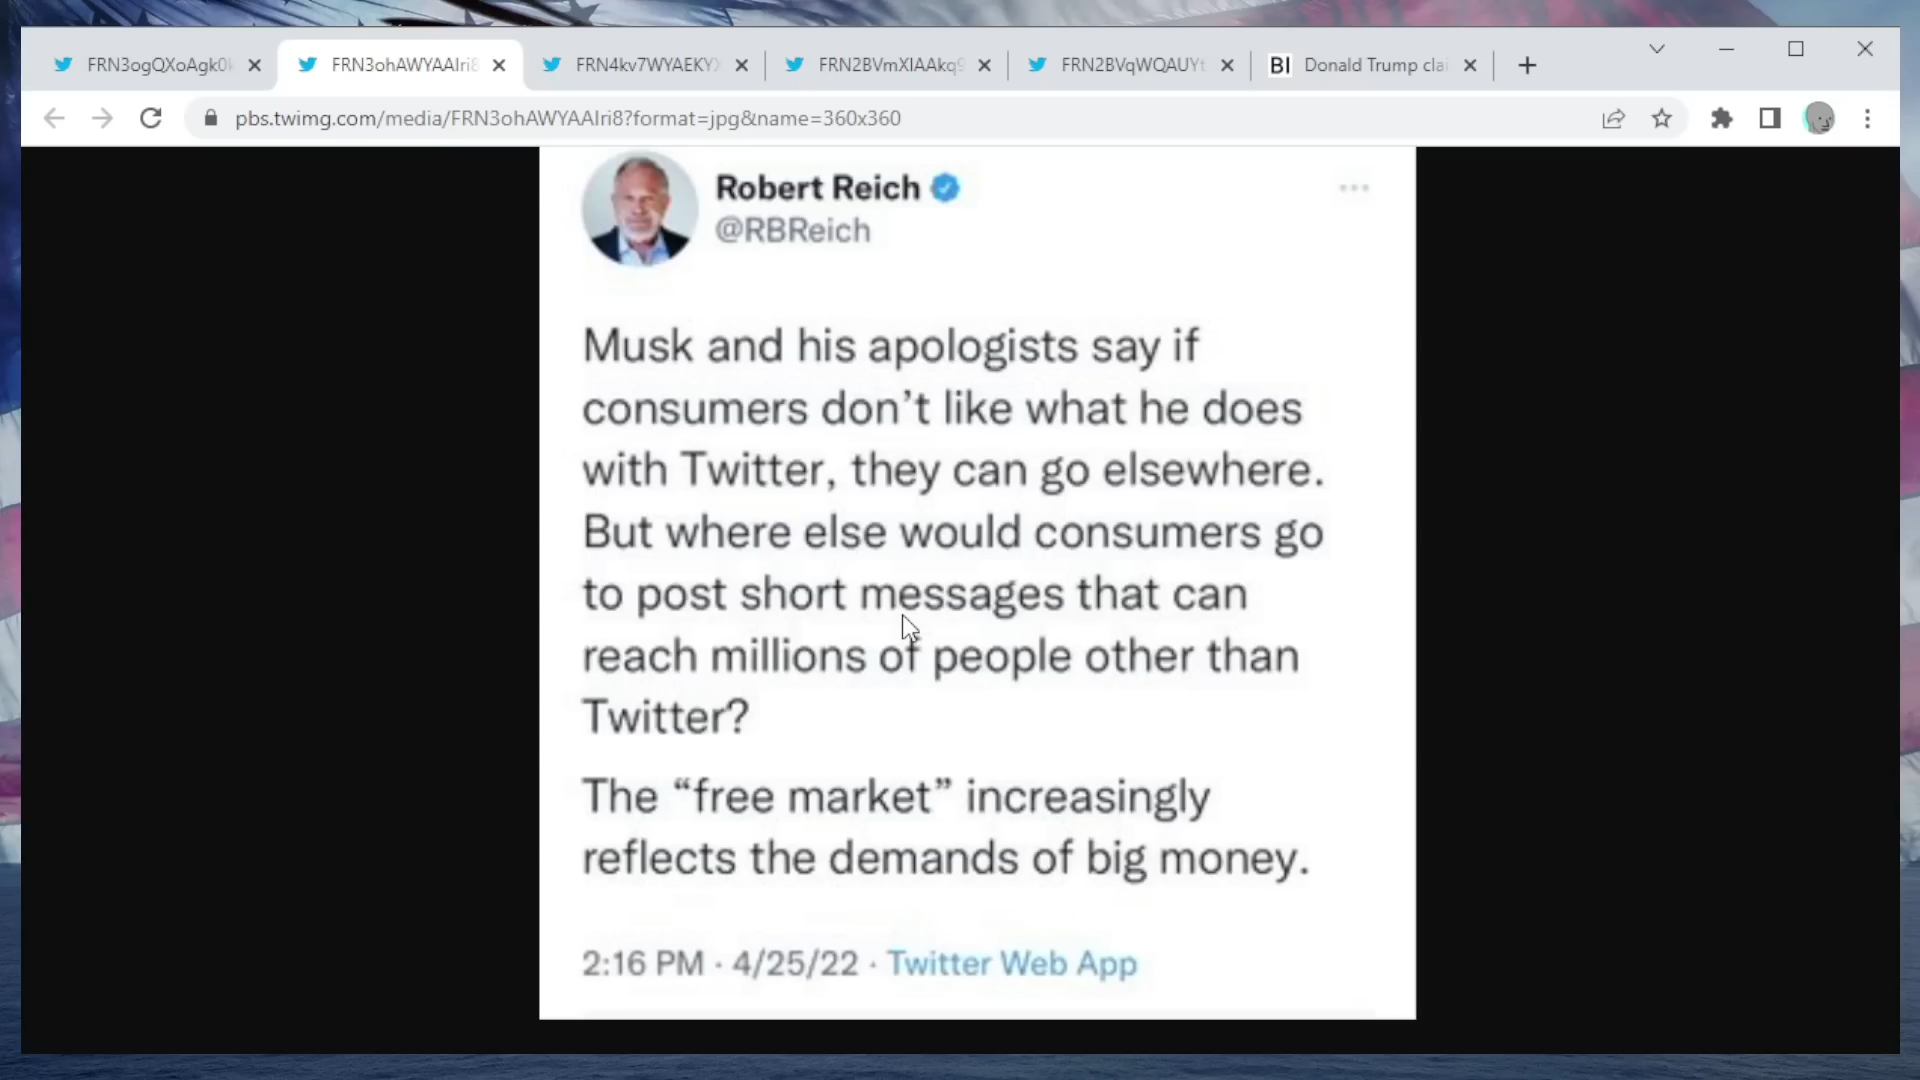 FRN3ogQXoAgk0
FRN3ohAWYAAIri8
FRN4kv7WYAEKY
FRN2BVmXIAAkq9
FRN2BVqWQAUYt
BI Donald Trump clai
pbs.twimg.com/media/FRN3ohAWYAAIri8?format=jpg&name=360x360
Robert Reich
@RBReich
Musk and his apologists say if
consumers don’t like what he does
with Twitter, they can go elsewhere.
But where else would consumers go
to post short messages that can
reach millions of people other than
Twitter?
The “free market” increasingly
reflects the demands of big money.
2:16 PM · 4/25/22 · Twitter Web App